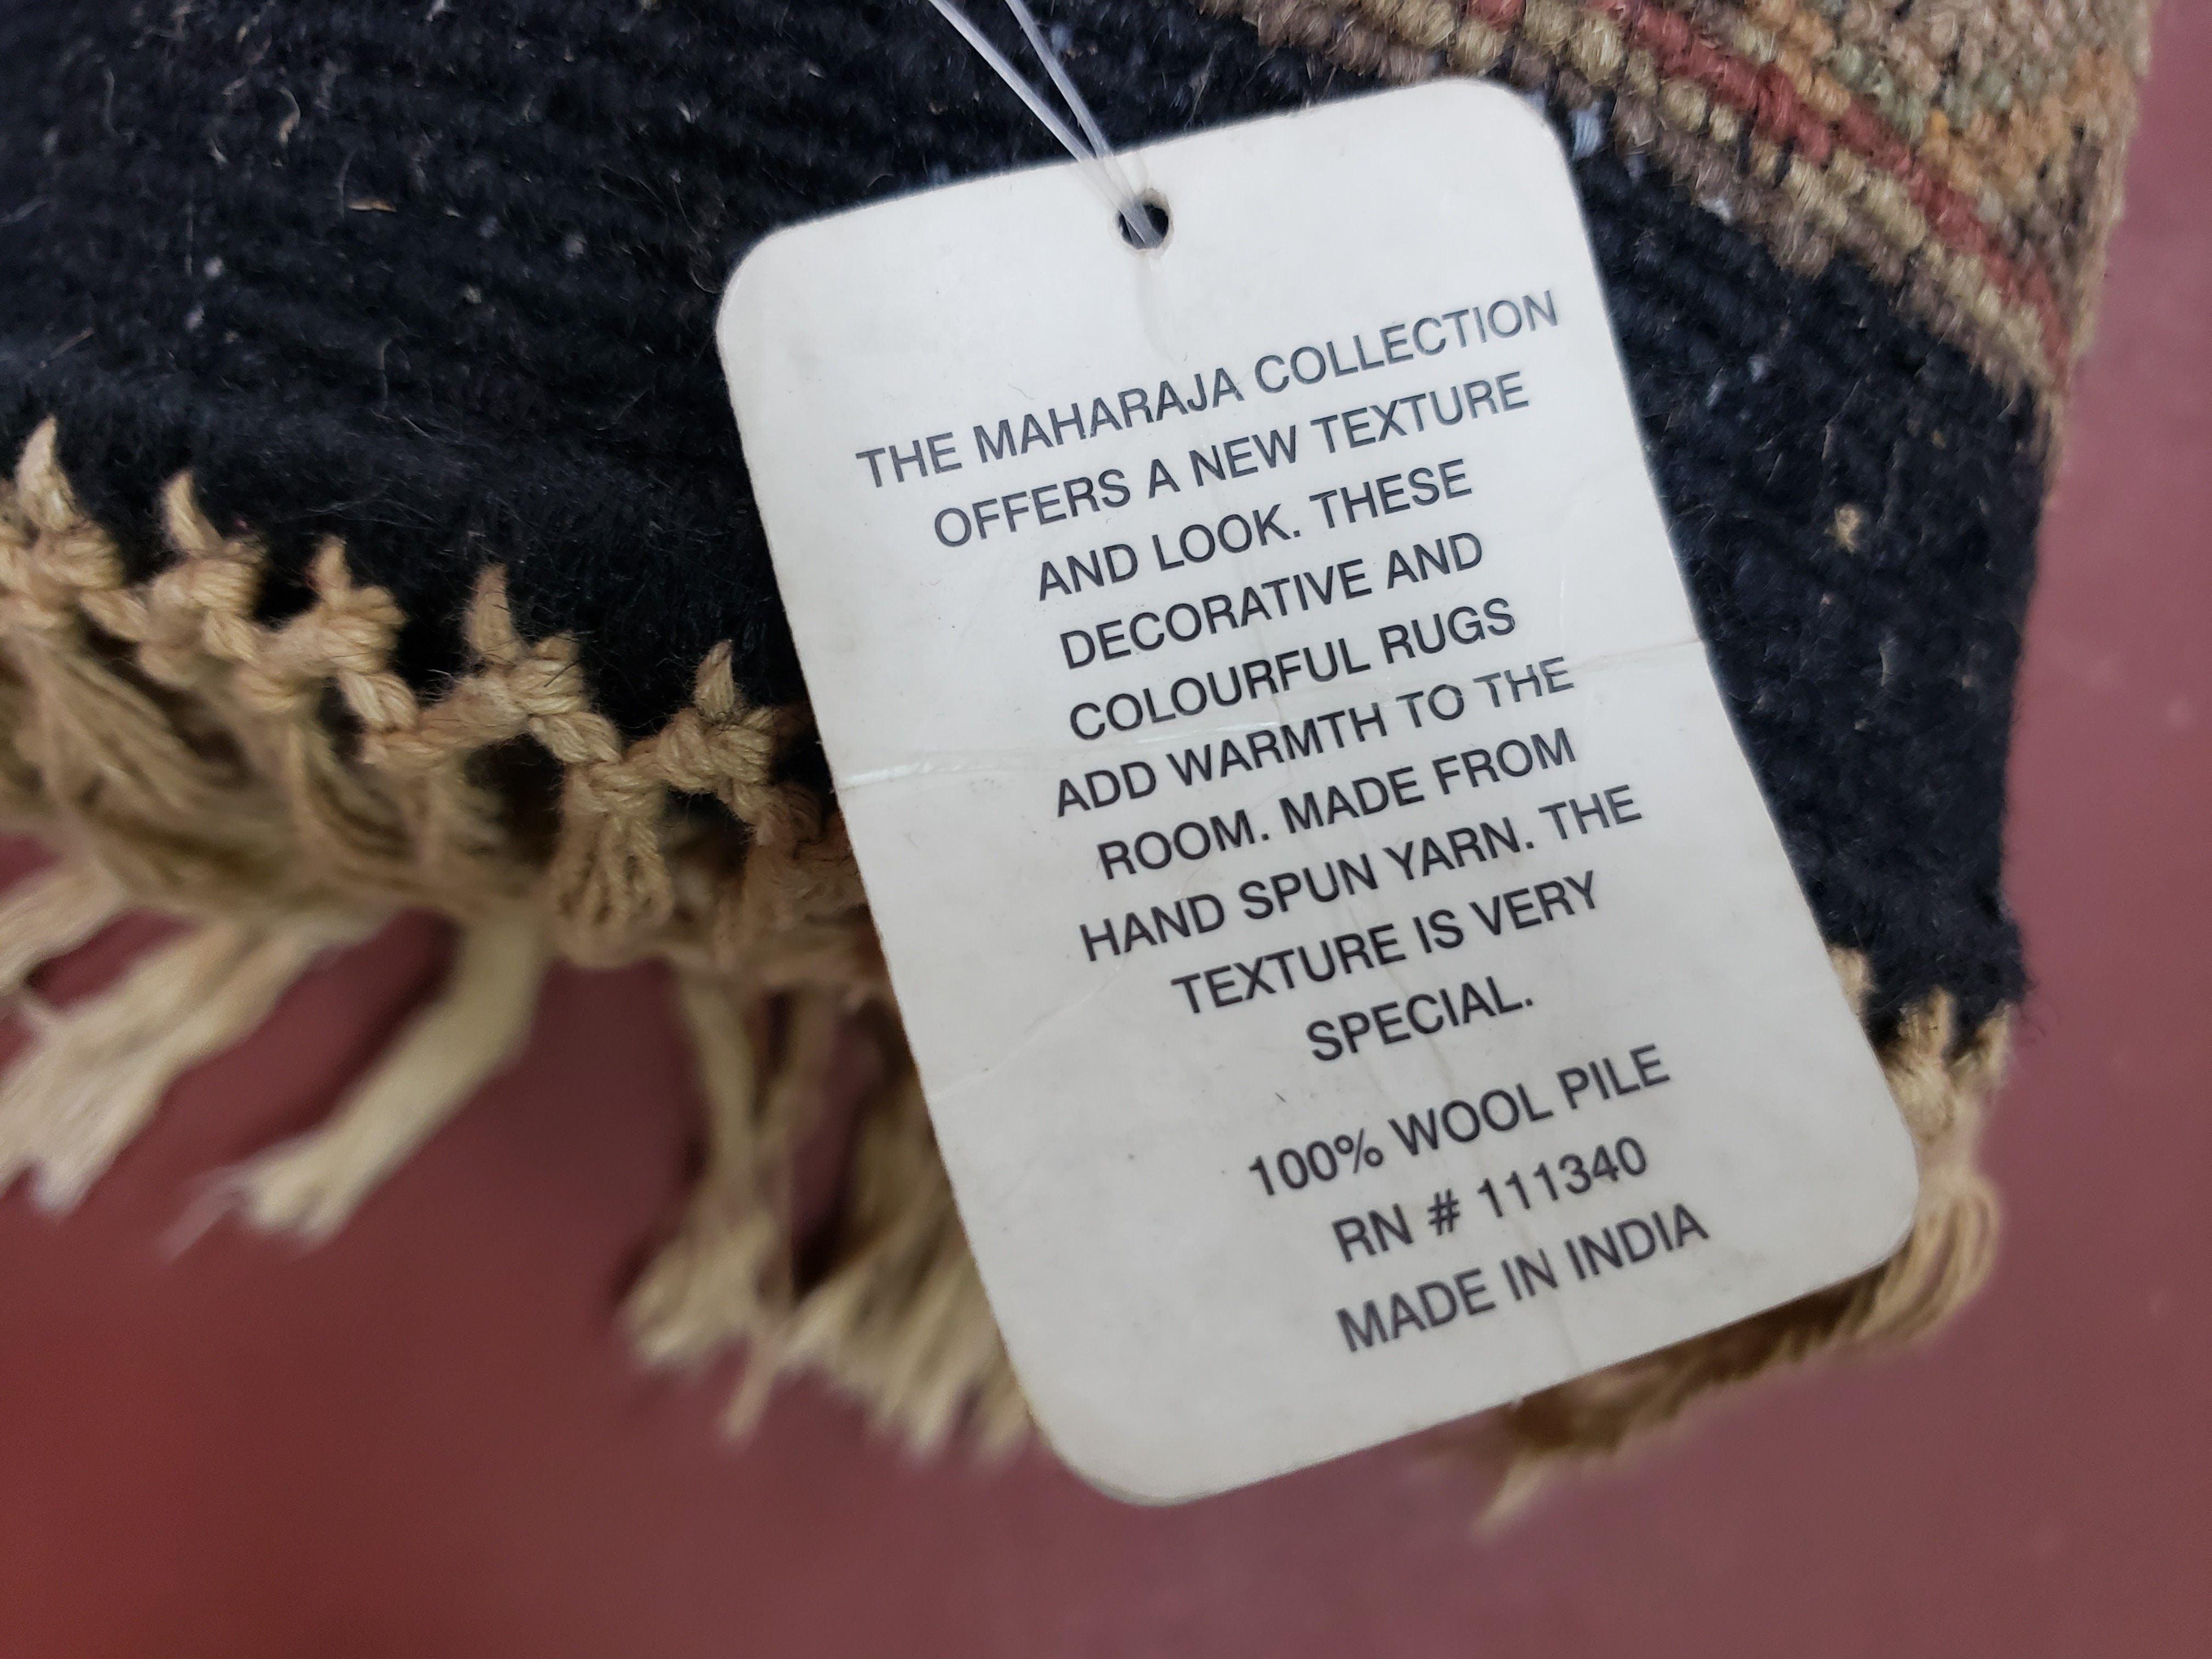 THE MAHARAJA COLLECTION
OFFERS A NEW TEXTURE
AND LOOK. THESE
DECORATIVE AND
COLOURFUL RUGS
ADD WARMTH TO THE
ROOM. MADE FROM
HAND SPUN YARN. THE
TEXTURE IS VERY
SPECIAL.
100% WOOL PILE
RN # 111340
MADE IN INDIA